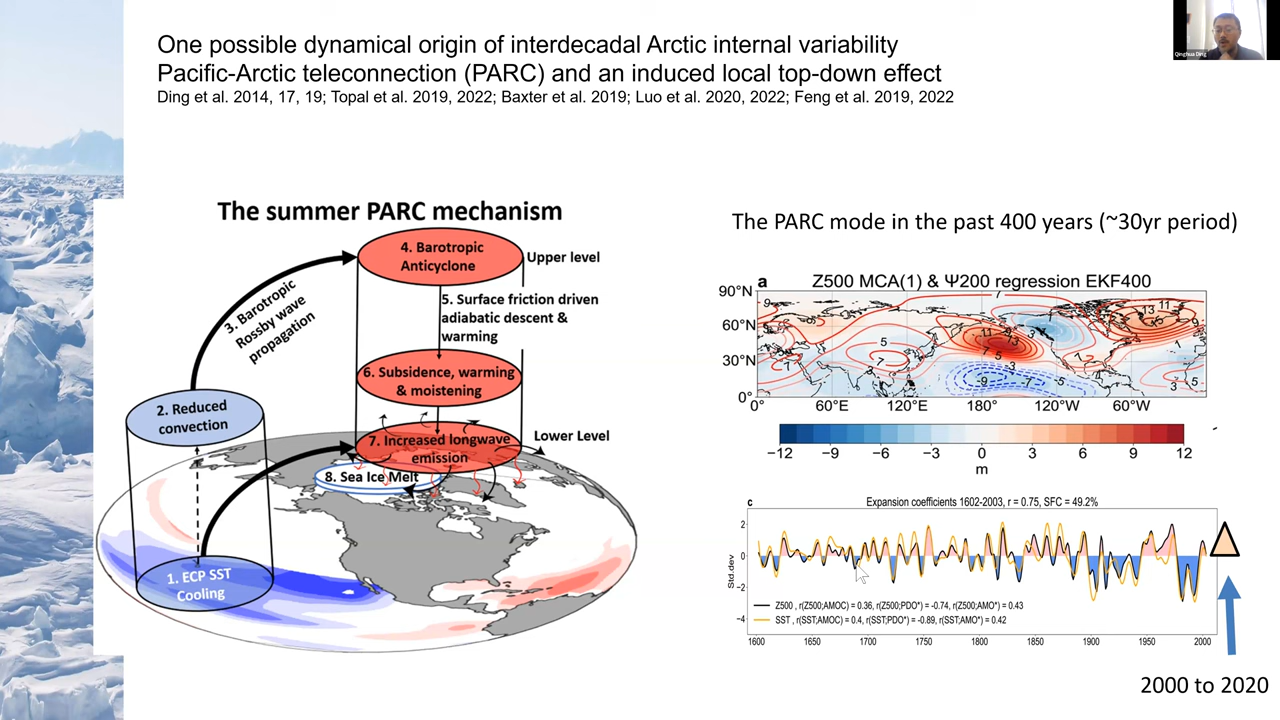 One possible dynamical origin of interdecadal Arctic internal variability
Pacific-Arctic teleconnection (PARC) and an induced local top-down effect
Ding et al. 2014, 17, 19; Topal et al. 2019, 2022; Baxter et al. 2019; Luo et al. 2020, 2022; Feng et al. 2019, 2022
Qinghua Ding
The summer PARC mechanism
4. Barotropic
Anticyclone
Upper level
3. Barotropic
Rossby wave
propagation
5. Surface friction driven
adiabatic descent &
warming
6. Subsidence, warming
& moistening
2. Reduced
convection
7. Increased longwave
emission
Lower Level
8. Sea Ice Melt
1. ECP SST
Cooling
The PARC mode in the past 400 years (~30yr period)
a
Z500 MCA(1) & Ψ200 regression EKF400
90°N
60°N
30°N
0°
0° 60°E 120°E 180° 120°W 60°W
−12 −9 −6 −3 0 3 6 9 12
m
c
Expansion coefficients 1602-2003, r = 0.75, SFC = 49.2%
Std.dev
2
0
−2
−4
Z500 , r(Z500;AMOC) = 0.36, r(Z500;PDO*) = -0.74, r(Z500;AMO*) = 0.43
SST , r(SST;AMOC) = 0.4, r(SST;PDO*) = -0.89, r(SST;AMO*) = 0.42
1600 1650 1700 1750 1800 1850 1900 1950 2000
2000 to 2020